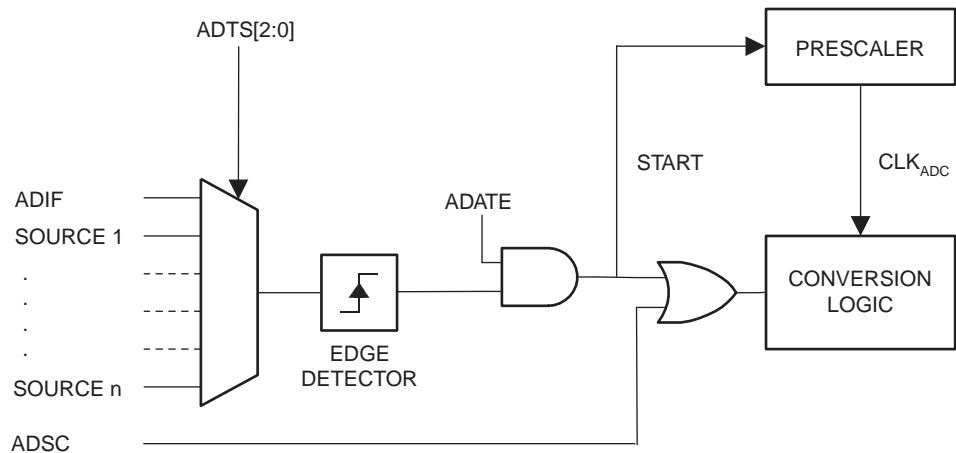 ADTS[2:0]
PRESCALER
START
CLKADC
ADIF
ADATE
SOURCE 1
.
.
.
.
CONVERSION
LOGIC
EDGE
DETECTOR
SOURCE n
ADSC